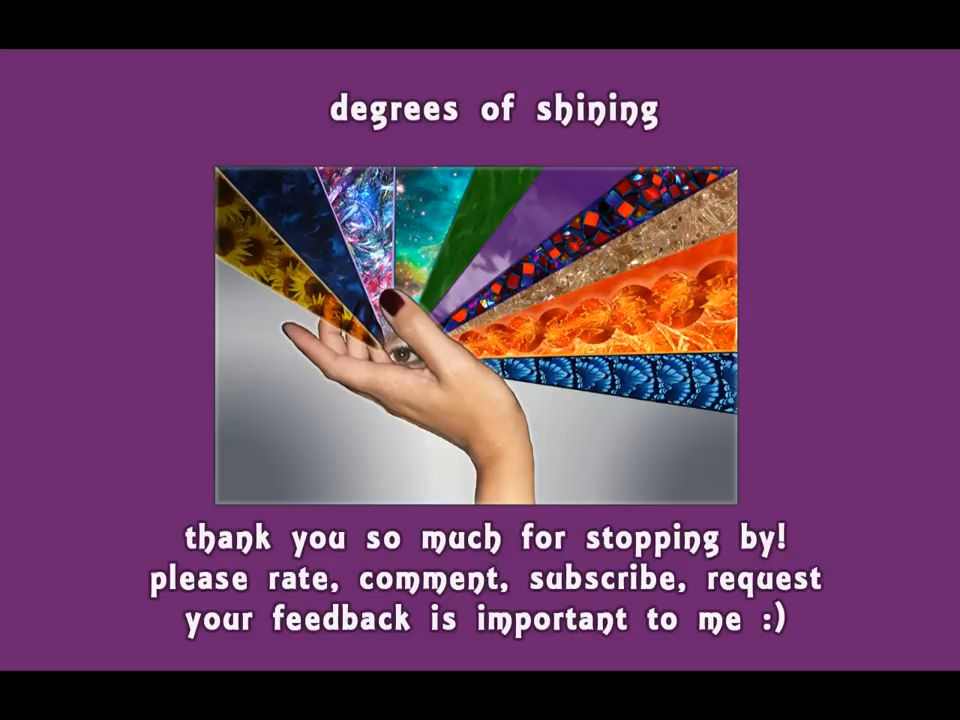 degrees of shining
thank you so much for stopping by!
please rate, comment, subscribe, request
your feedback is important to me :)